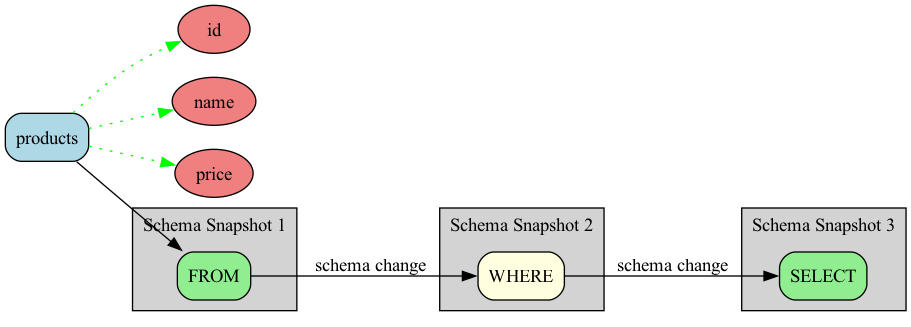 id
name
products
price
Schema Snapshot 1
Schema Snapshot 2
Schema Snapshot 3
FROM
schema change
WHERE
schema change
SELECT